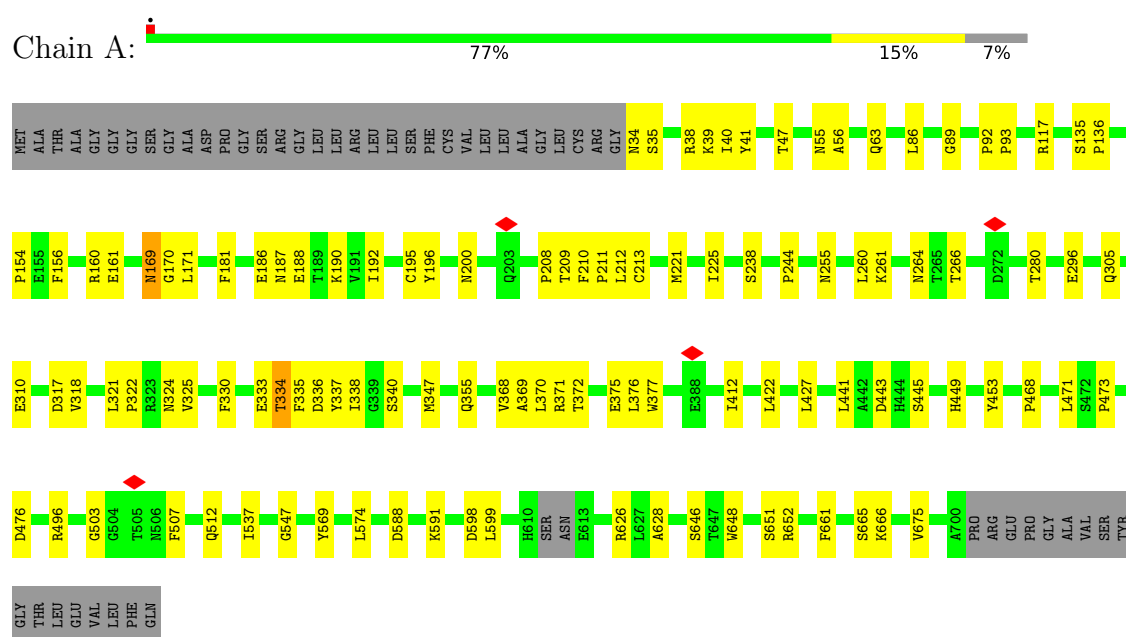 Chain A:
77% 15% 7%
MET ALA THR ALA GLY GLY GLY SER GLY ALA ASP PRO GLY SER ARG GLY LEU LEU ARG LEU LEU SER PHE CYS VAL LEU LEU ALA GLY LEU CYS ARG GLY N34 S35 R38 K39 I40 Y41 T47 N55 A56 Q63 L86 G89 P92 P93 R117 S135 P136
P154 E155 F156 R160 E161 N169 G170 L171 F181 E186 N187 E188 T189 K190 V191 I192 C195 Y196 N200 Q203 P208 T209 F210 P211 L212 C213 M221 I225 S238 P244 N255 L260 K261 N264 T265 T266 D272 T280 E296 Q305
E310 D317 V318 L321 P322 R323 N324 V325 F330 E333 T334 F335 D336 Y337 I338 G339 S340 M347 Q355 V368 A369 L370 R371 T372 E375 L376 W377 E388 I412 L422 L427 L441 A442 D443 H444 S445 H449 Y453 P468 L471 S472 P473
D476 R496 G503 G504 T505 N506 F507 Q512 I537 G547 Y569 L574 D588 K591 D598 L599 H610 SER ASN E613 R626 L627 A628 S646 T647 W648 S651 R652 F661 S665 K666 V675 A700 PRO ARG GLU PRO GLY ALA VAL SER TYR
GLY THR LEU GLU VAL LEU PHE GLN